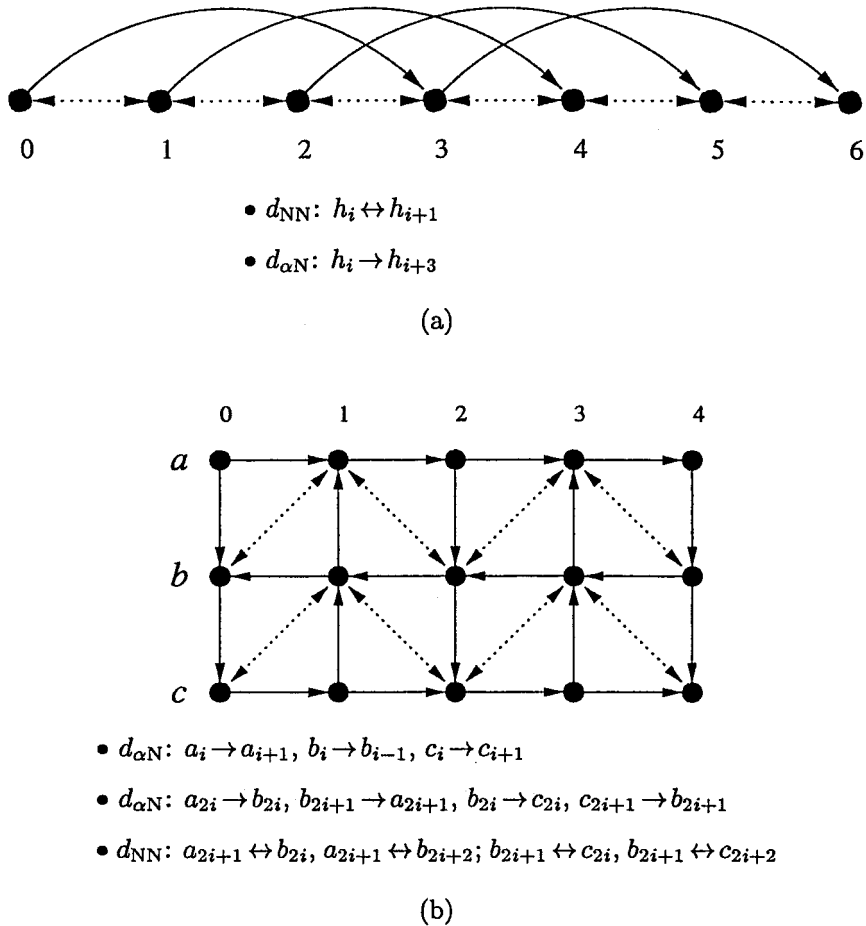 0 1 2 3 4 5 6
• d_NN: h_i ↔ h_{i+1}
• d_αN: h_i → h_{i+3}
(a)
0 1 2 3 4
a
b
c
• d_αN: a_i → a_{i+1}, b_i → b_{i−1}, c_i → c_{i+1}
• d_αN: a_{2i} → b_{2i}, b_{2i+1} → a_{2i+1}, b_{2i} → c_{2i}, c_{2i+1} → b_{2i+1}
• d_NN: a_{2i+1} ↔ b_{2i}, a_{2i+1} ↔ b_{2i+2}; b_{2i+1} ↔ c_{2i}, b_{2i+1} ↔ c_{2i+2}
(b)